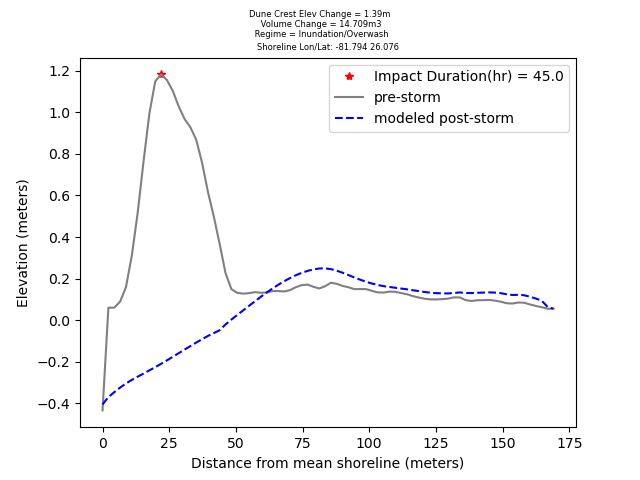 Dune Crest Elev Change = 1.39m
Volume Change = 14.709m3
Regime = Inundation/Overwash
Shoreline Lon/Lat: -81.794 26.076
Impact Duration(hr) = 45.0
pre-storm
modeled post-storm
Elevation (meters)
1.2
1.0
0.8
0.6
0.4
0.2
0.0
−0.2
−0.4
0 25 50 75 100 125 150 175
Distance from mean shoreline (meters)